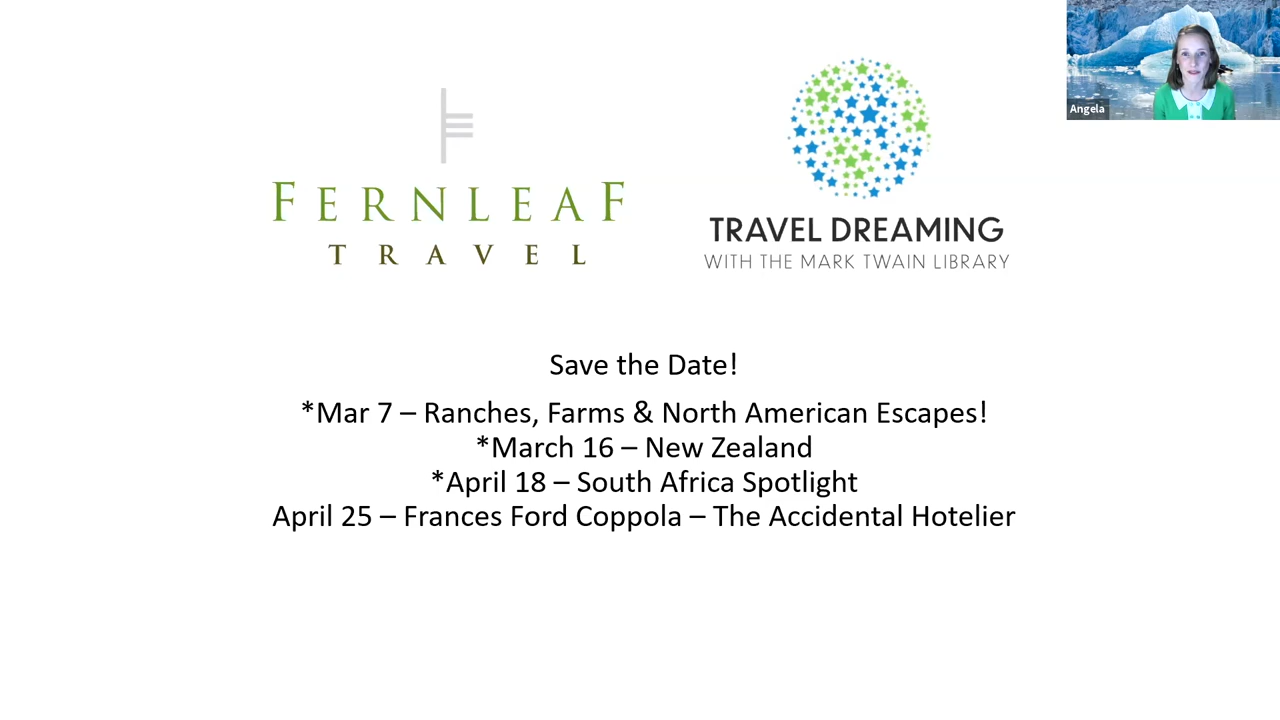 FERNLEAF
TRAVEL
TRAVEL DREAMING
WITH THE MARK TWAIN LIBRARY
Angela
Save the Date!
*Mar 7 – Ranches, Farms & North American Escapes!
*March 16 – New Zealand
*April 18 – South Africa Spotlight
April 25 – Frances Ford Coppola – The Accidental Hotelier